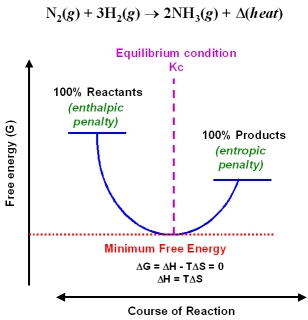 N₂(g) + 3H₂(g) → 2NH₃(g) + Δ(heat)
Equilibrium condition
Kc
100% Reactants
(enthalpic
penalty)
100% Products
(entropic
penalty)
Free energy (G)
Minimum Free Energy
ΔG = ΔH - TΔS = 0
ΔH = TΔS
Course of Reaction